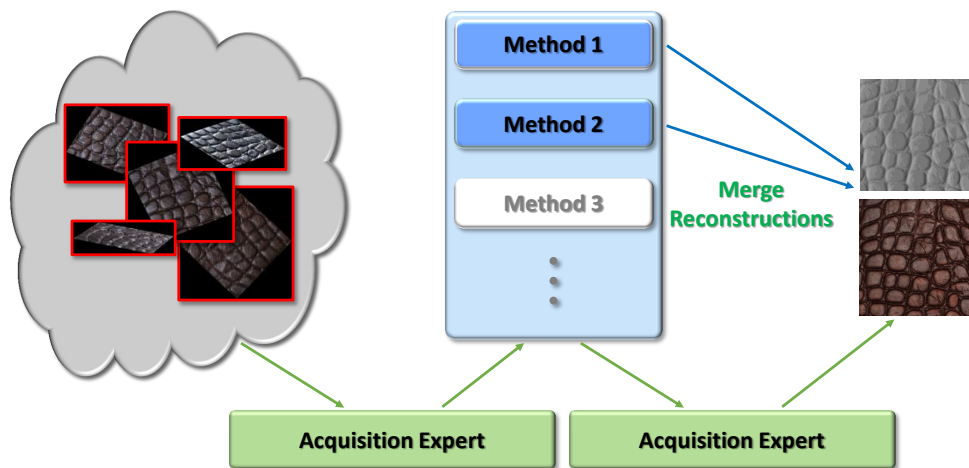 Method 1
Method 2
Method 3
Merge
Reconstructions
Acquisition Expert
Acquisition Expert